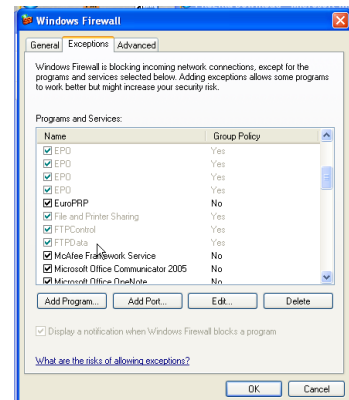 Windows Firewall
General Exceptions Advanced
Windows Firewall is blocking incoming network connections, except for the
programs and services selected below. Adding exceptions allows some programs
to work better but might increase your security risk.
Programs and Services:
Name Group Policy
EPO Yes
EPO Yes
EPO Yes
EPO Yes
EuroPRP No
File and Printer Sharing Yes
FTPControl Yes
FTPData Yes
McAfee Framework Service No
Microsoft Office Communicator 2005 No
Microsoft Office OneNote No
Add Program... Add Port... Edit... Delete
Display a notification when Windows Firewall blocks a program
What are the risks of allowing exceptions?
OK Cancel